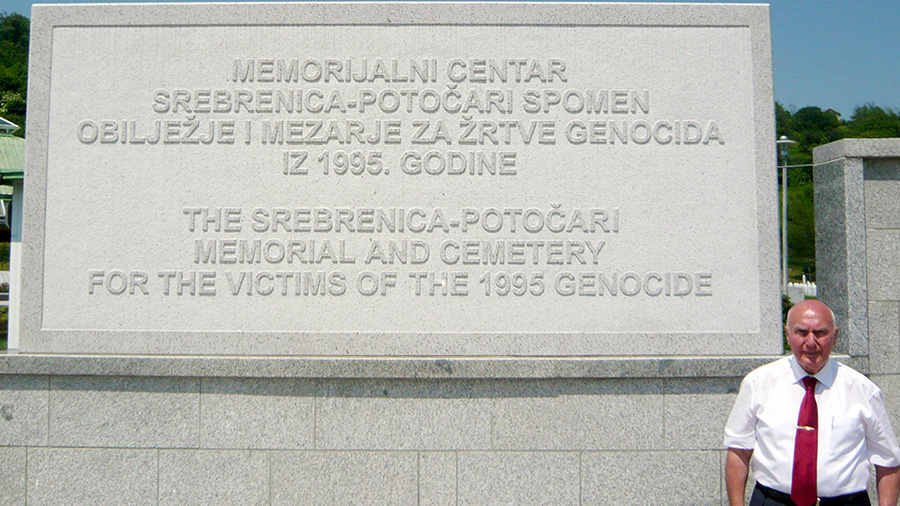 MEMORIJALNI CENTAR
SREBRENICA-POTOČARI SPOMEN
OBILJEŽJE I MEZARJE ZA ŽRTVE GENOCIDA
IZ 1995. GODINE
THE SREBRENICA-POTOČARI
MEMORIAL AND CEMETERY
FOR THE VICTIMS OF THE 1995 GENOCIDE